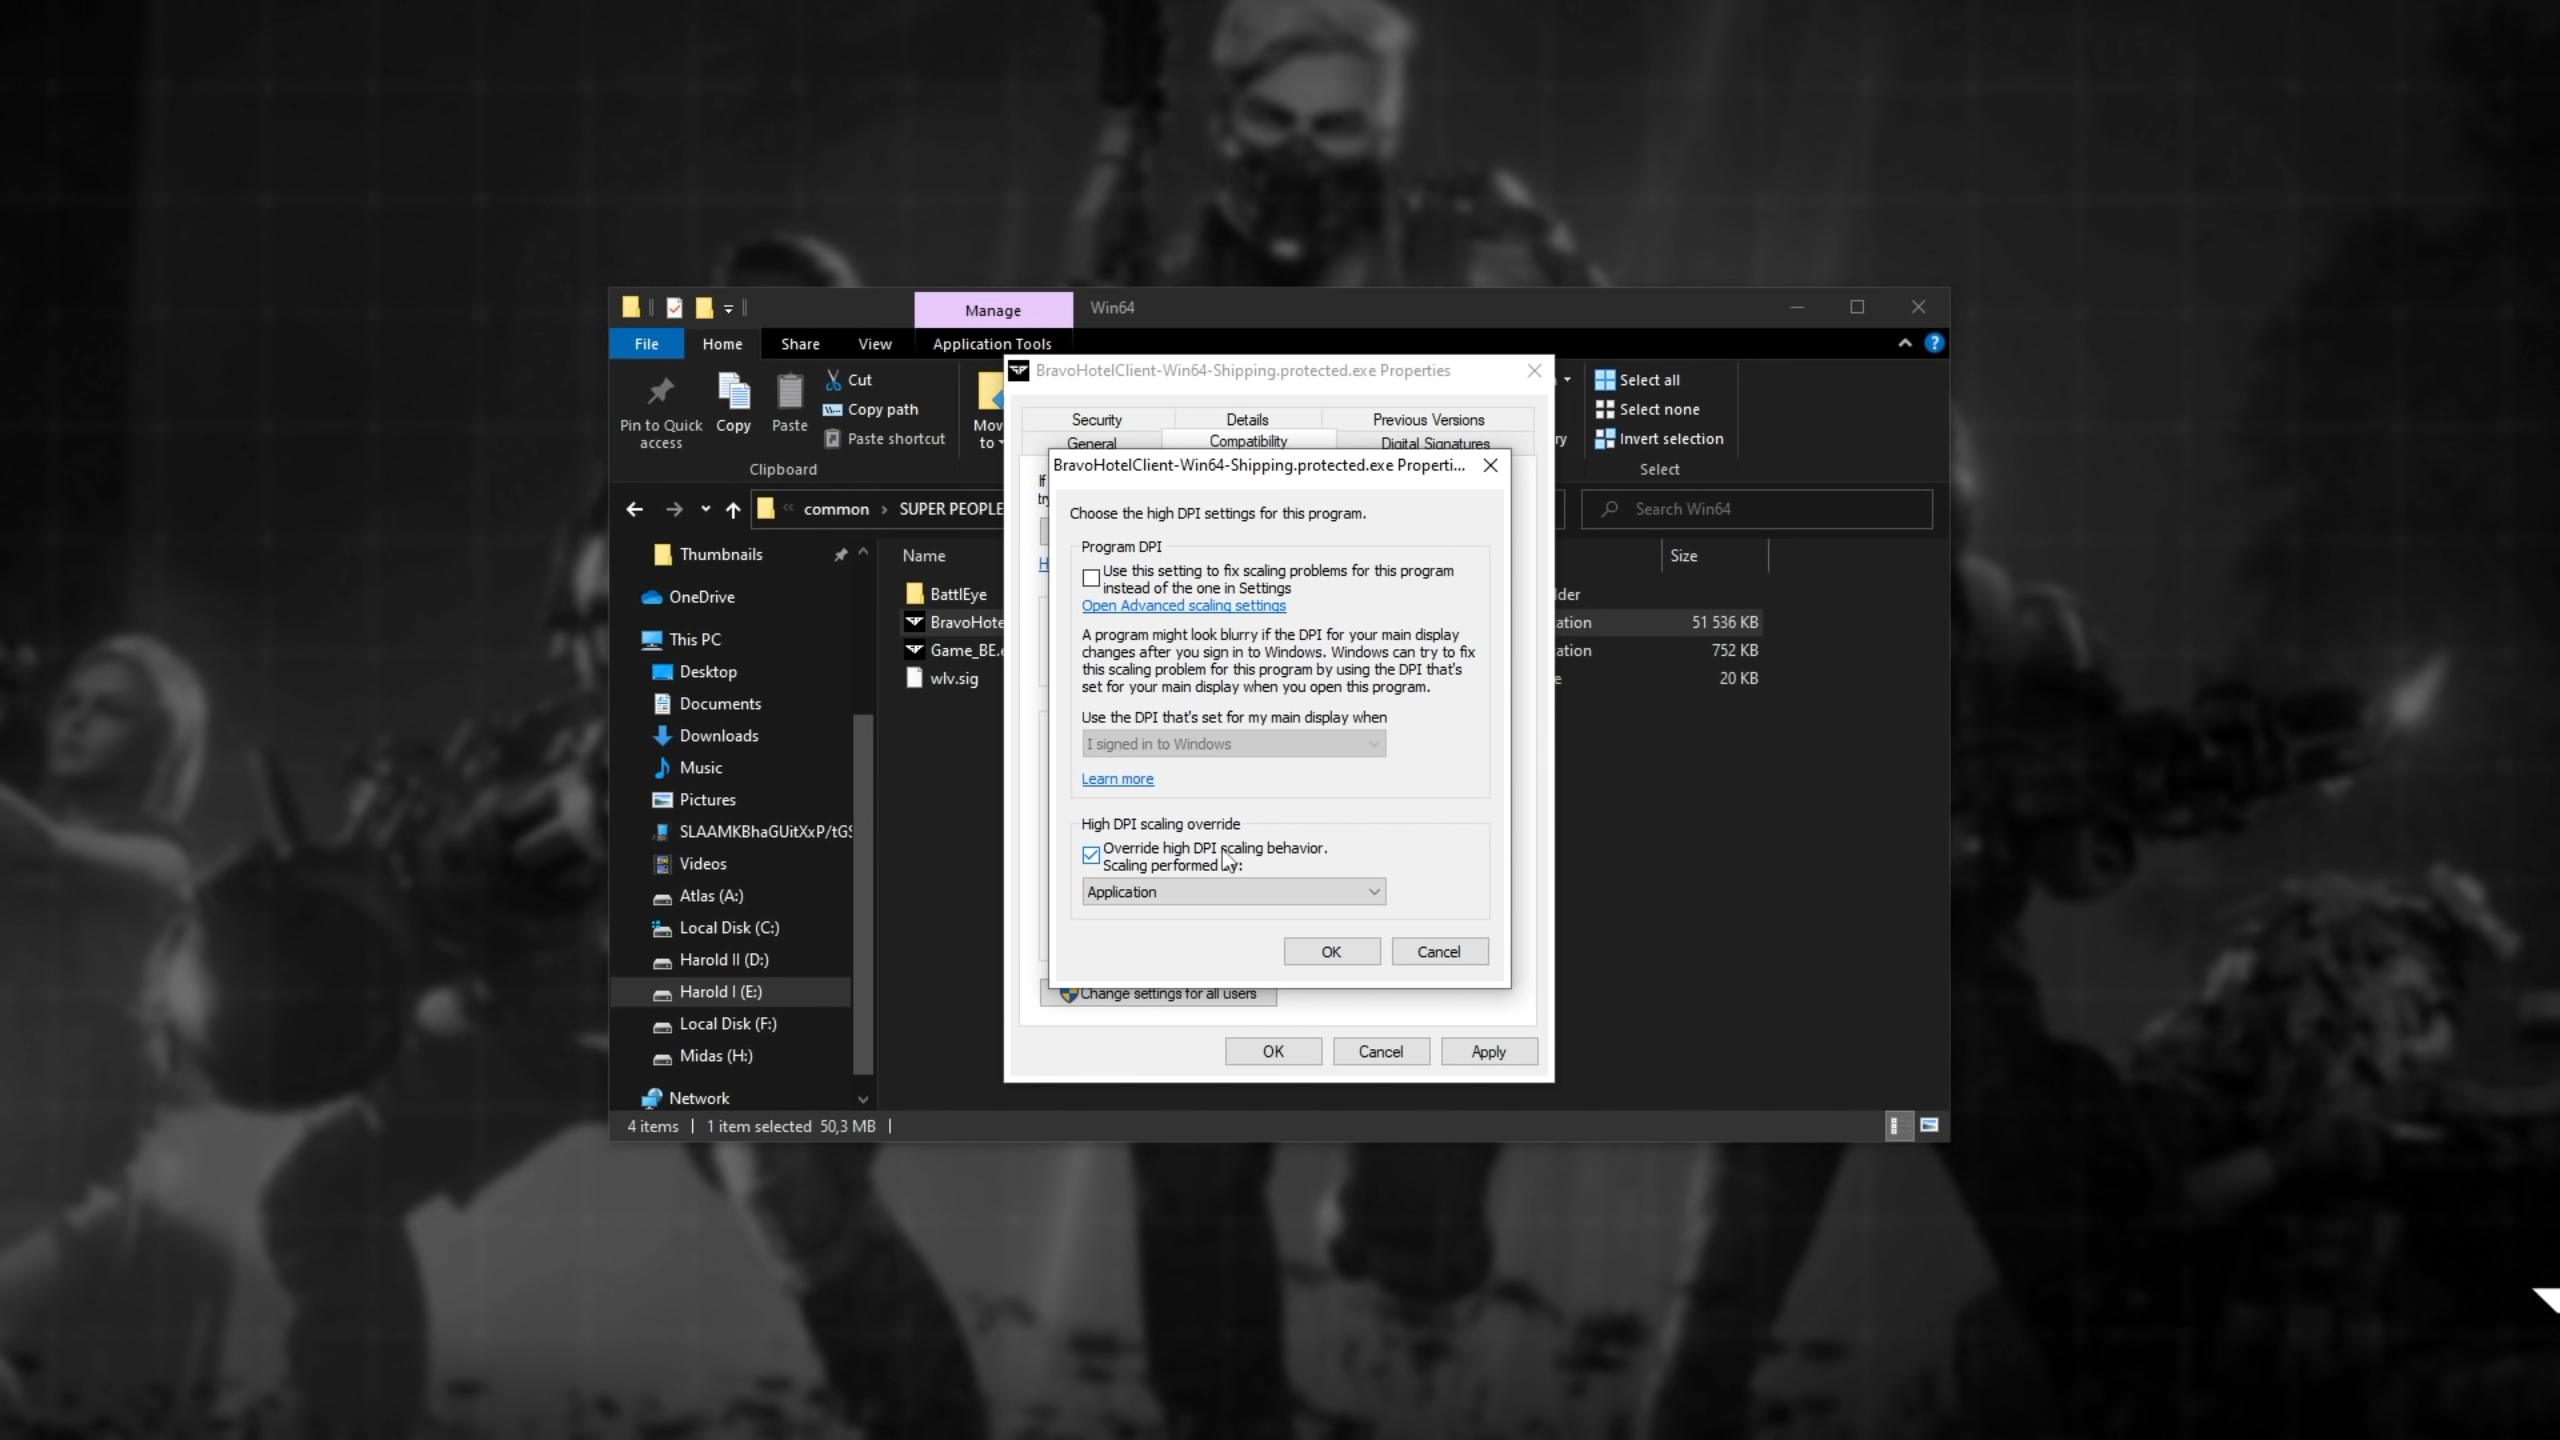 Manage
Win64
File
Home
Share
View
Application Tools
Pin to Quick access
Copy
Paste
Cut
Copy path
Paste shortcut
Clipboard
to
Select all
Select none
Invert selection
Select
common
SUPER PEOPLE
Search Win64
Thumbnails
OneDrive
This PC
Desktop
Documents
Downloads
Music
Pictures
SLAAMKBhaGUitXxP/tGS
Videos
Atlas (A:)
Local Disk (C:)
Harold II (D:)
Harold I (E:)
Local Disk (F:)
Midas (H:)
Network
Name
Size
BattlEye
BravoHote
51 536 KB
Game_BE.e
752 KB
wlv.sig
20 KB
4 items
1 item selected 50,3 MB
BravoHotelClient-Win64-Shipping.protected.exe Properties
Security
Details
Previous Versions
General
Compatibility
Digital Signatures
If
Change settings for all users
OK
Cancel
Apply
BravoHotelClient-Win64-Shipping.protected.exe Properti...
Choose the high DPI settings for this program.
Program DPI
Use this setting to fix scaling problems for this program
instead of the one in Settings
Open Advanced scaling settings
A program might look blurry if the DPI for your main display
changes after you sign in to Windows. Windows can try to fix
this scaling problem for this program by using the DPI that's
set for your main display when you open this program.
Use the DPI that's set for my main display when
I signed in to Windows
Learn more
High DPI scaling override
Override high DPI scaling behavior.
Scaling performed by:
Application
OK
Cancel